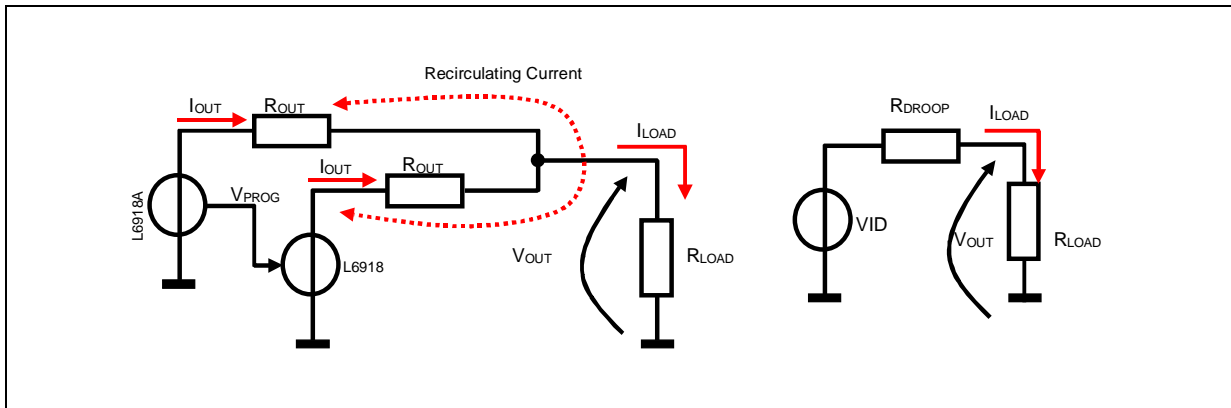 Recirculating Current
IOUT
ROUT
IOUT
ROUT
VPROG
L6918A
L6918
ILOAD
VOUT
RLOAD
RDROOP
ILOAD
VID
VOUT
RLOAD